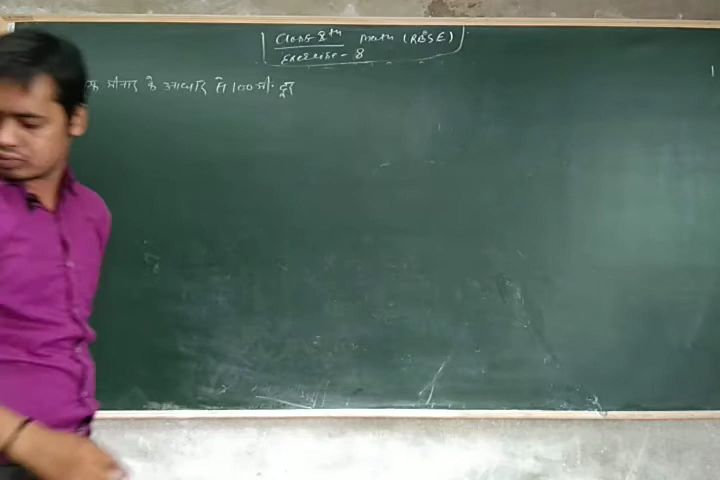 Class 8th Math (RBSE)
Exercise - 8
मीनार के आधार से 100 मी. दूर